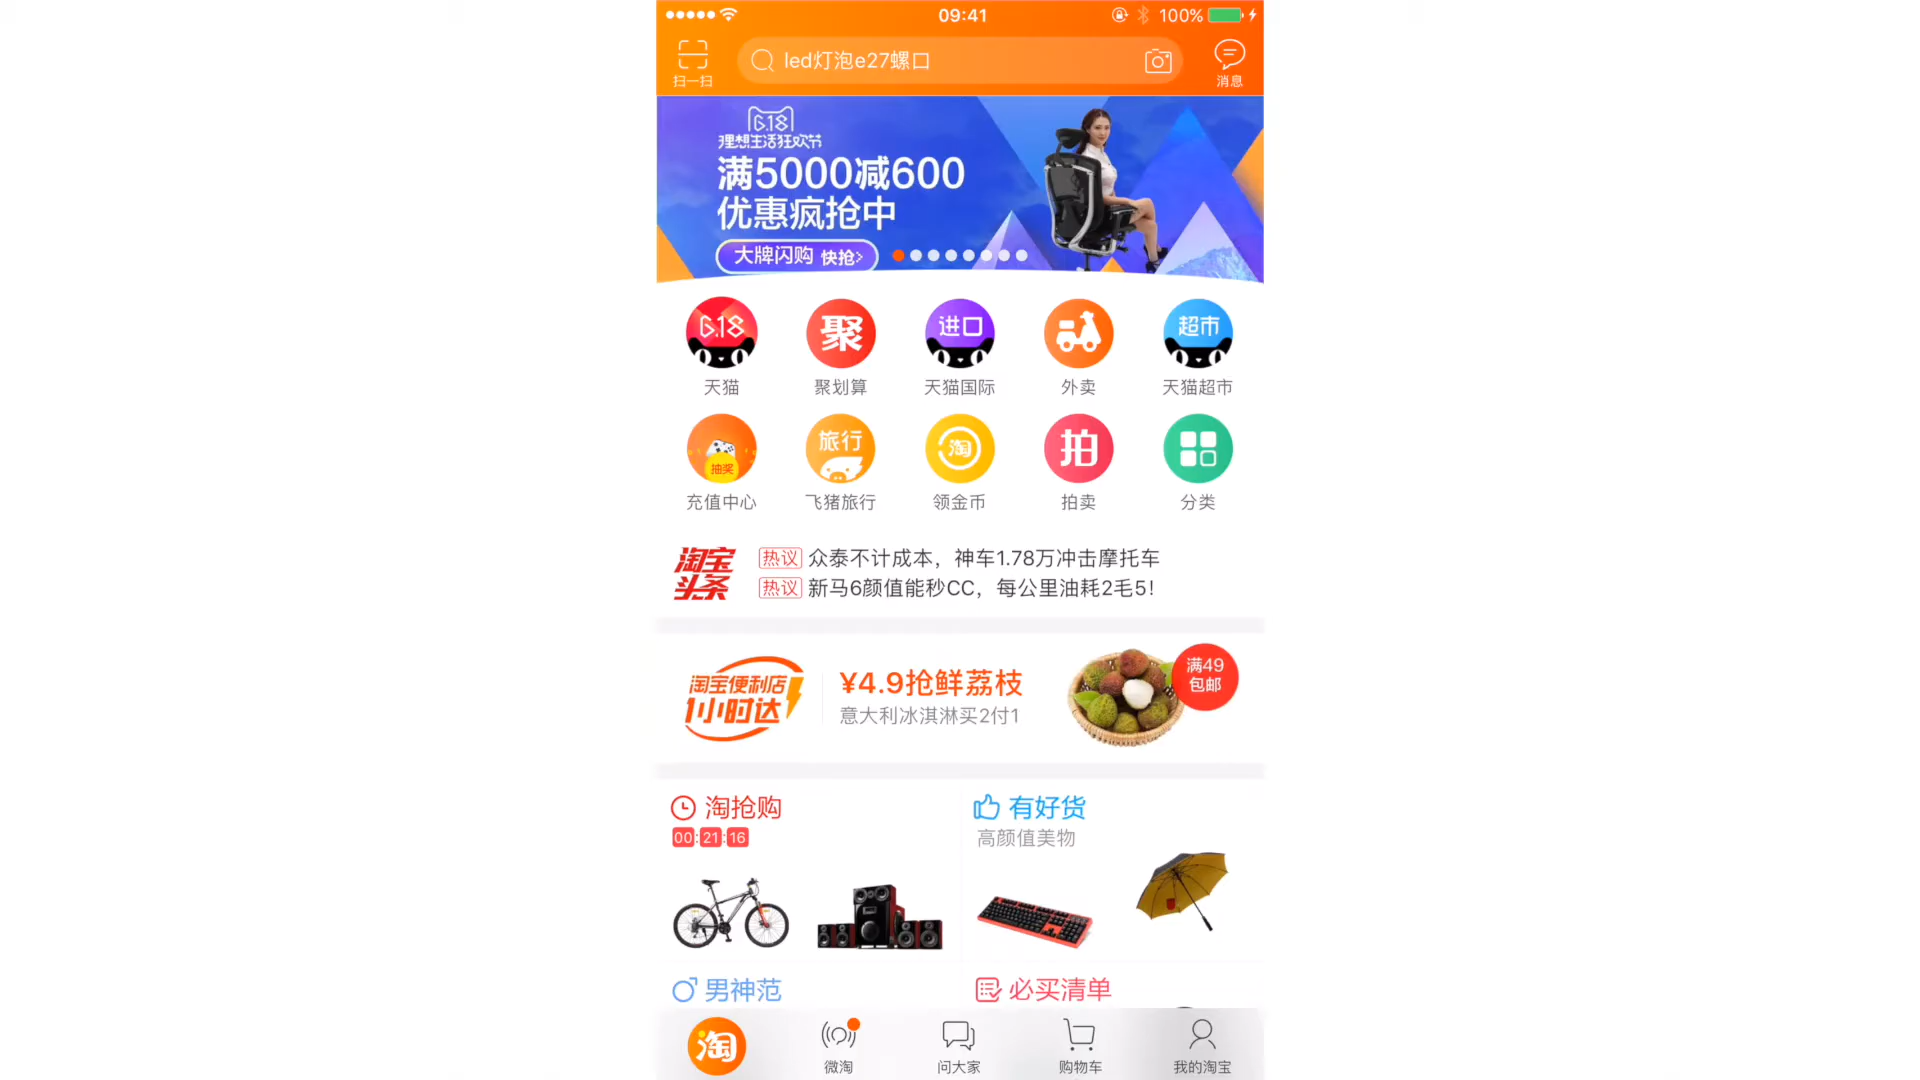 09:41
100%
扫一扫
led灯泡e27螺口
消息
6.18
理想生活狂欢节
满5000减600
优惠疯抢中
大牌闪购 快抢>
6.18
聚
进口
超市
天猫
聚划算
天猫国际
外卖
天猫超市
抽奖
旅行
淘
拍
充值中心
飞猪旅行
领金币
拍卖
分类
淘宝头条
热议 众泰不计成本，神车1.78万冲击摩托车
热议 新马6颜值能秒CC，每公里油耗2毛5!
淘宝便利店
1小时达
¥4.9抢鲜荔枝
意大利冰淇淋买2付1
满49
包邮
淘抢购
00:21:16
有好货
高颜值美物
男神范
必买清单
淘
微淘
问大家
购物车
我的淘宝